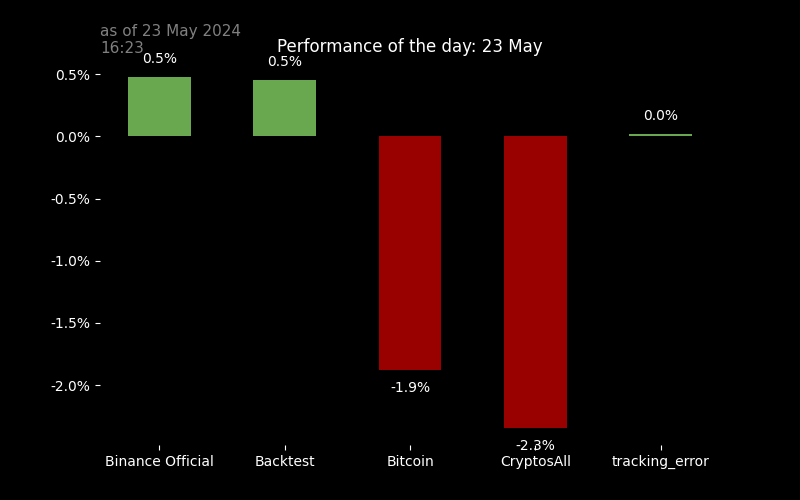 as of 23 May 2024
16:23
Performance of the day: 23 May
0.5%
0.5%
0.5%
0.0%
0.0%
-0.5%
-1.0%
-1.5%
-2.0%
-1.9%
-2.3%
Binance Official
Backtest
Bitcoin
CryptosAll
tracking_error